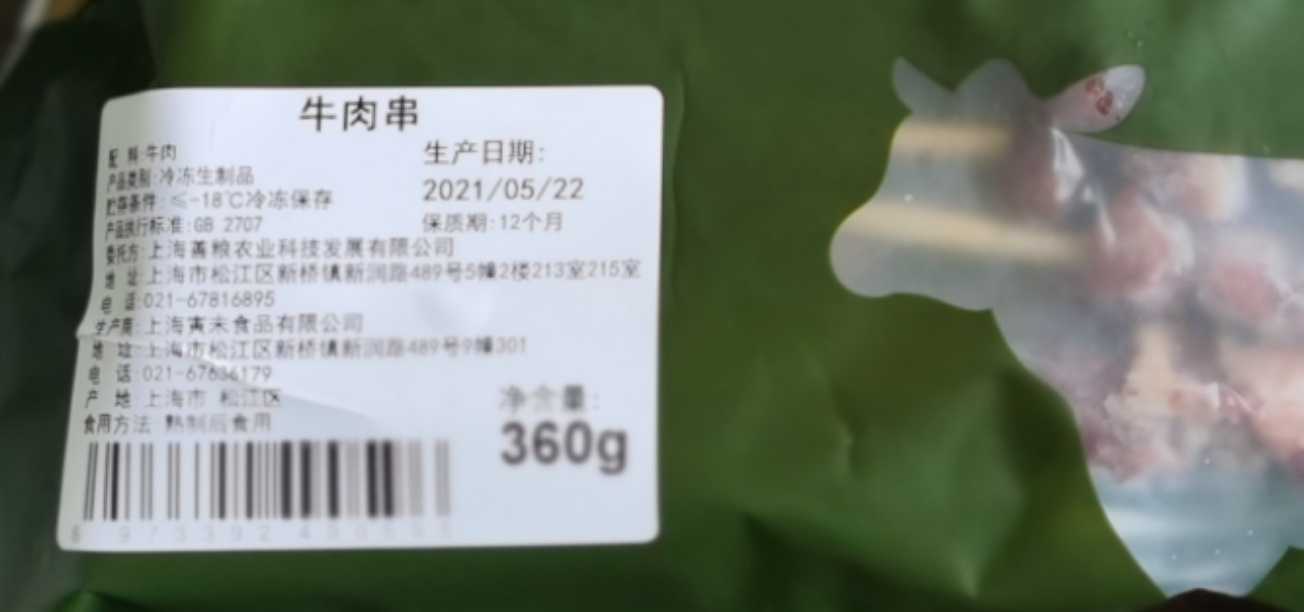 牛肉串
配 料:牛肉
产品类别:冷冻生制品
贮存条件:≤-18℃冷冻保存
产品执行标准:GB 2707
生产日期:
2021/05/22
保质期:12个月
委托方:上海善粮农业科技发展有限公司
地 址:上海市松江区新桥镇新润路489号5幢2楼213室215室
电 话:021-67816895
生产商:上海寅未食品有限公司
地 址:上海市松江区新桥镇新润路489号9幢301
电 话:021-67636179
产 地:上海市 松江区
食用方法:熟制后食用
净含量:
360g